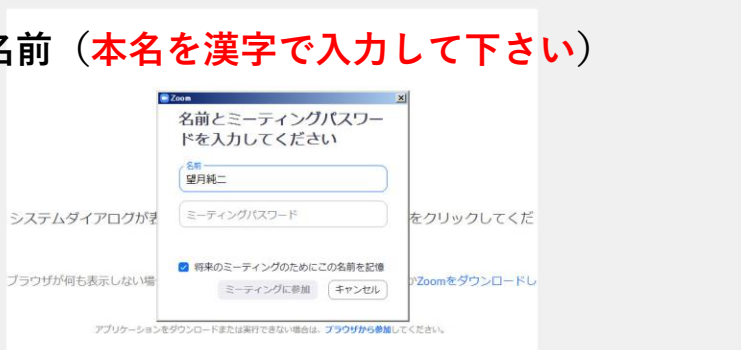 名前（本名を漢字で入力して下さい）
Zoom
名前とミーティングパスワー
ドを入力してください
名前
望月純二
ミーティングパスワード
システムダイアログが表 をクリックしてくだ
将来のミーティングのためにこの名前を記憶
ブラウザが何も表示しない場 Zoomをダウンロードし
ミーティングに参加 キャンセル
アプリケーションをダウンロードまたは実行できない場合は、ブラウザから参加してください。